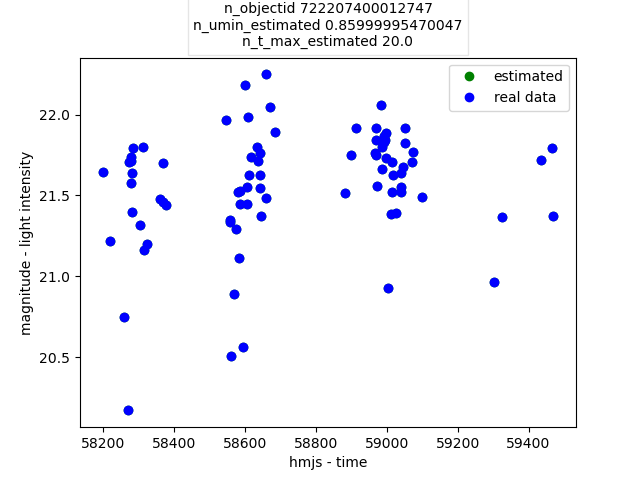 n_objectid 722207400012747
n_umin_estimated 0.85999995470047
n_t_max_estimated 20.0
estimated
real data
22.0
21.5
21.0
20.5
magnitude - light intensity
58200 58400 58600 58800 59000 59200 59400
hmjs - time